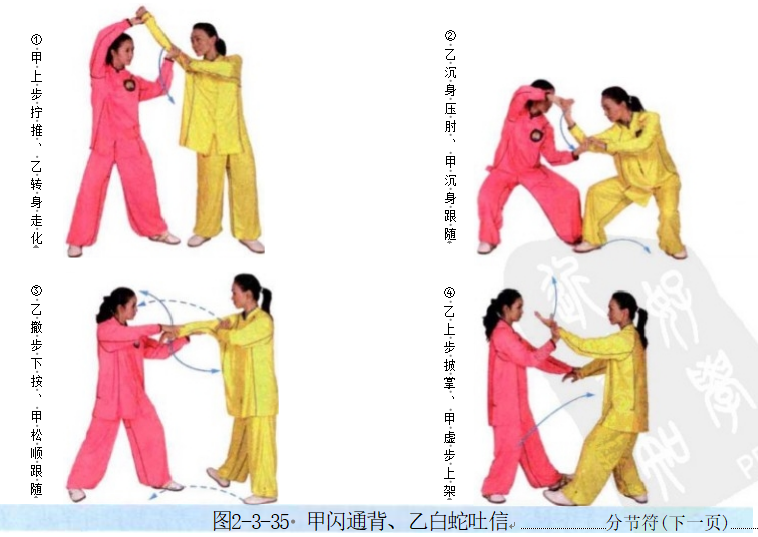 ①甲上步拧推、乙转身走化
②乙沉身压肘、甲沉身跟随
③乙撤步下按、甲松顺跟随
④乙上步披掌、甲虚步上架
图2-3-35 甲闪通背、乙白蛇吐信
分节符(下一页)